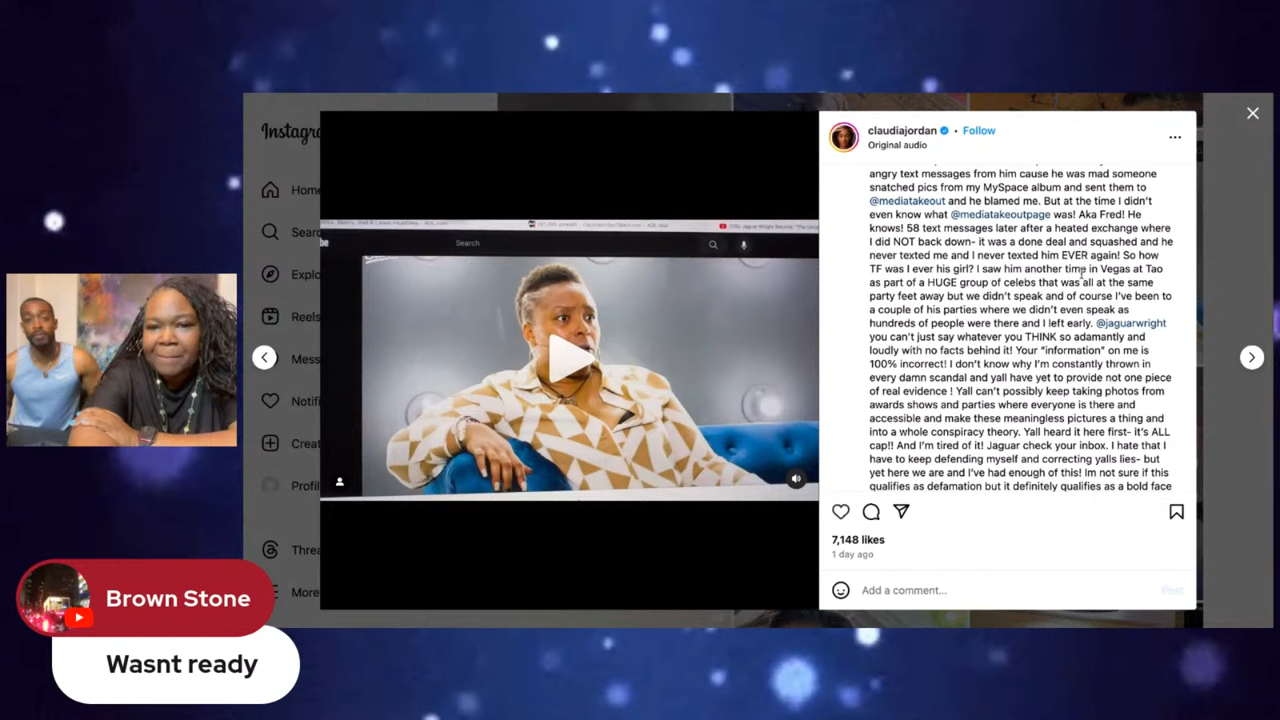 Instagra
Home
Searc
Explo
Reels
Mess
Notifi
Creat
Profil
Threa
More
be
Search
claudiajordan • Follow
Original audio
angry text messages from him cause he was mad someone
snatched pics from my MySpace album and sent them to
@mediatakeout and he blamed me. But at the time I didn't
even know what @mediatakeoutpage was! Aka Fred! He
knows! 58 text messages later after a heated exchange where
I did NOT back down- it was a done deal and squashed and he
never texted me and I never texted him EVER again! So how
TF was I ever his girl? I saw him another time in Vegas at Tao
as part of a HUGE group of celebs that was all at the same
party feet away but we didn't speak and of course I've been to
a couple of his parties where we didn't even speak as
hundreds of people were there and I left early. @jaguarwright
you can't just say whatever you THINK so adamantly and
loudly with no facts behind it! Your "information" on me is
100% incorrect! I don't know why I'm constantly thrown in
every damn scandal and yall have yet to provide not one piece
of real evidence ! Yall can't possibly keep taking photos from
awards shows and parties where everyone is there and
accessible and make these meaningless pictures a thing and
into a whole conspiracy theory. Yall heard it here first- it's ALL
cap!! And I'm tired of it! Jaguar check your inbox. I hate that I
have to keep defending myself and correcting yalls lies- but
yet here we are and I've had enough of this! Im not sure if this
qualifies as defamation but it definitely qualifies as a bold face
7,148 likes
1 day ago
Add a comment...
Post
Brown Stone
Wasnt ready